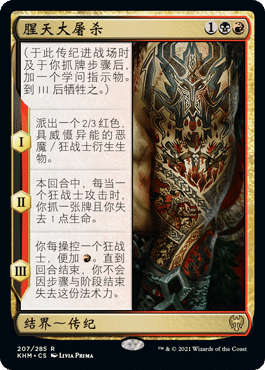 腥天大屠杀
(于此传纪进战场时
及于你抓牌步骤后,
加一个学问指示物。
到 III 后牺牲之。)
I
派出一个 2/3 红色,
具威慑异能的恶魔
/狂战士衍生生
物。
II
本回合中,每当一
个狂战士攻击时,
你抓一张牌且你失
去 1 点生命。
III
你每操控一个狂战
士,便加。直到
回合结束,你不会
因步骤与阶段结束
失去这份法术力。
结界~传纪
207/285 R
KHM • CS LIVIA PRIMA
™ & © 2021 Wizards of the Coast